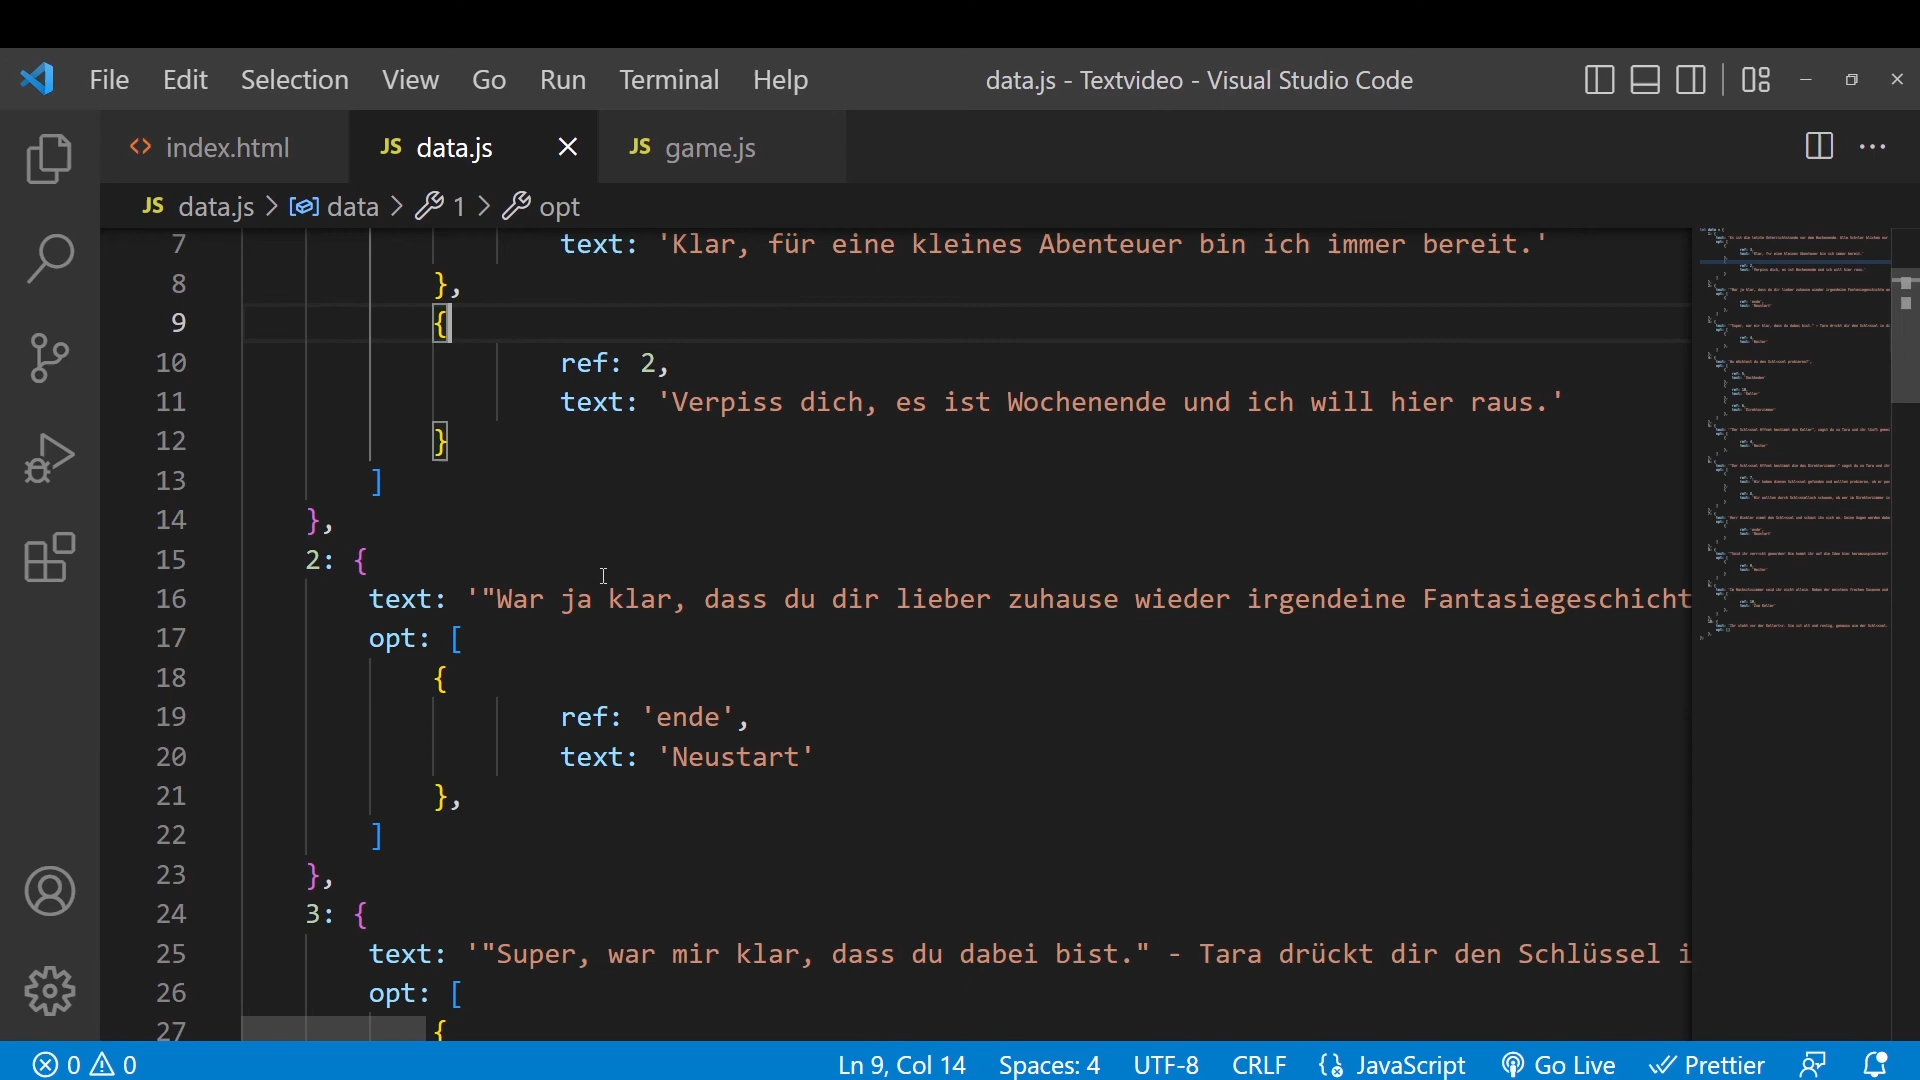 File Edit Selection View Go Run Terminal Help data.js - Textvideo - Visual Studio Code
index.html JS data.js JS game.js
JS data.js > data > 1 > opt
7 text: 'Klar, für eine kleines Abenteuer bin ich immer bereit.'
8 },
9 {
10 ref: 2,
11 text: 'Verpiss dich, es ist Wochenende und ich will hier raus.'
12 }
13 ]
14 },
15 2: {
16 text: '"War ja klar, dass du dir lieber zuhause wieder irgendeine Fantasiegeschicht
17 opt: [
18 {
19 ref: 'ende',
20 text: 'Neustart'
21 },
22 ]
23 },
24 3: {
25 text: '"Super, war mir klar, dass du dabei bist." - Tara drückt dir den Schlüssel i
26 opt: [
27 {
0 0 Ln 9, Col 14 Spaces: 4 UTF-8 CRLF JavaScript Go Live Prettier